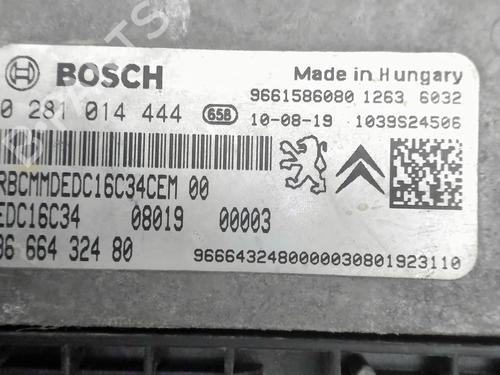 BOSCH
Made in Hungary
9661586080 1263 6032
0 281 014 444 658 10-08-19 1039S24506
RBCMMDEDC16C34CEM 00
EDC16C34 08019 00003
96 664 324 80
96664324800000030801923110